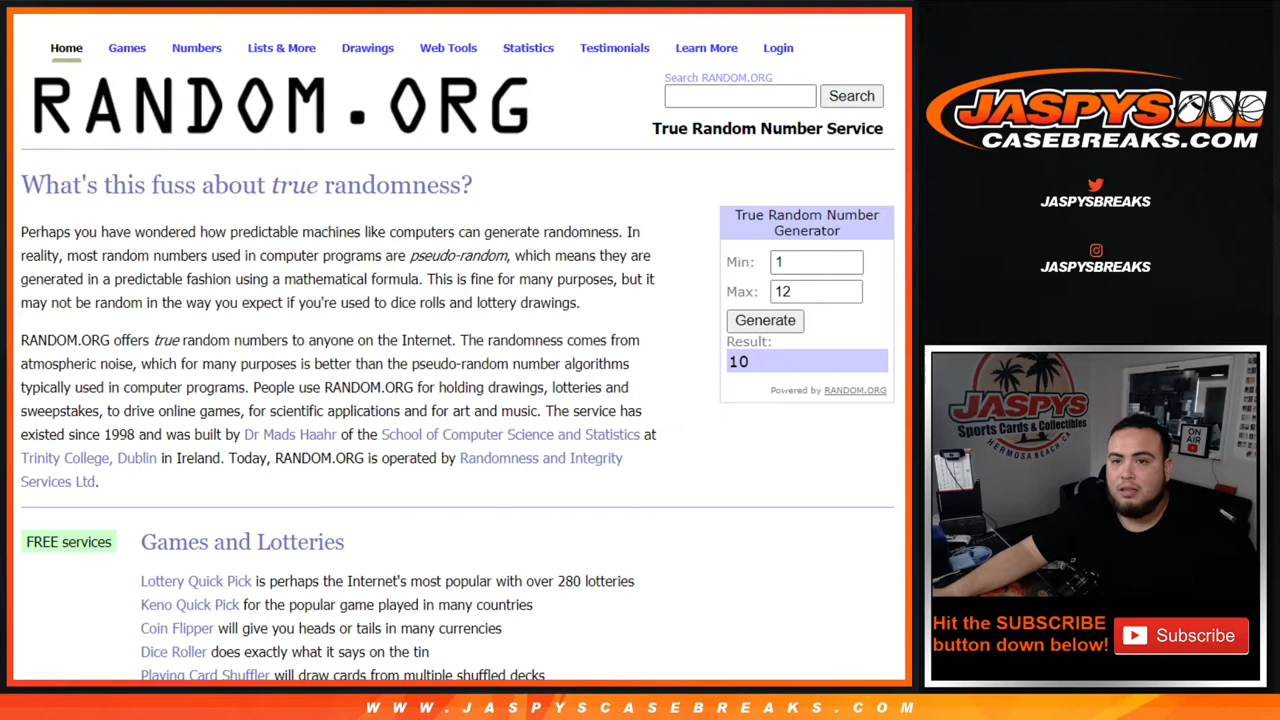 Home Games Numbers Lists & More Drawings Web Tools Statistics Testimonials Learn More Login
RANDOM.ORG
Search RANDOM.ORG
Search
True Random Number Service
What's this fuss about true randomness?
Perhaps you have wondered how predictable machines like computers can generate randomness. In
reality, most random numbers used in computer programs are pseudo-random, which means they are
generated in a predictable fashion using a mathematical formula. This is fine for many purposes, but it
may not be random in the way you expect if you're used to dice rolls and lottery drawings.
RANDOM.ORG offers true random numbers to anyone on the Internet. The randomness comes from
atmospheric noise, which for many purposes is better than the pseudo-random number algorithms
typically used in computer programs. People use RANDOM.ORG for holding drawings, lotteries and
sweepstakes, to drive online games, for scientific applications and for art and music. The service has
existed since 1998 and was built by Dr Mads Haahr of the School of Computer Science and Statistics at
Trinity College, Dublin in Ireland. Today, RANDOM.ORG is operated by Randomness and Integrity
Services Ltd.
True Random Number
Generator
Min: 1
Max: 12
Generate
Result:
10
Powered by RANDOM.ORG
FREE services
Games and Lotteries
Lottery Quick Pick is perhaps the Internet's most popular with over 280 lotteries
Keno Quick Pick for the popular game played in many countries
Coin Flipper will give you heads or tails in many currencies
Dice Roller does exactly what it says on the tin
Playing Card Shuffler will draw cards from multiple shuffled decks
JASPYS
CASEBREAKS.COM
JASPYSBREAKS
JASPYSBREAKS
JASPYS
Sports Cards & Collectibles
HERMOSA BEACH, CA
ON
AIR
Hit the SUBSCRIBE
button down below!
Subscribe
WWW.JASPYSCASEBREAKS.COM